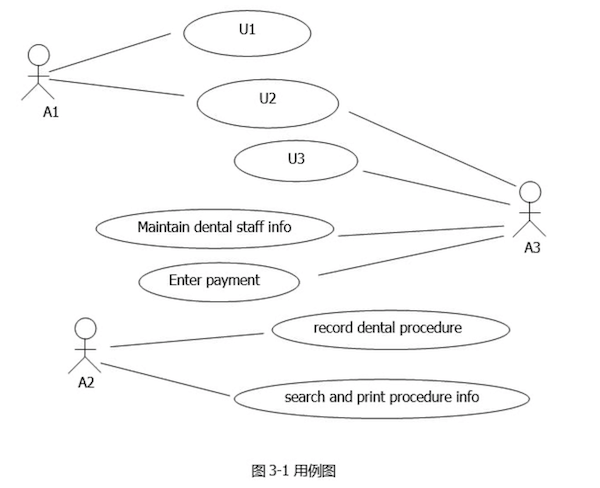 U1
A1
U2
U3
Maintain dental staff info
A3
Enter payment
record dental procedure
A2
search and print procedure info
图 3-1 用例图